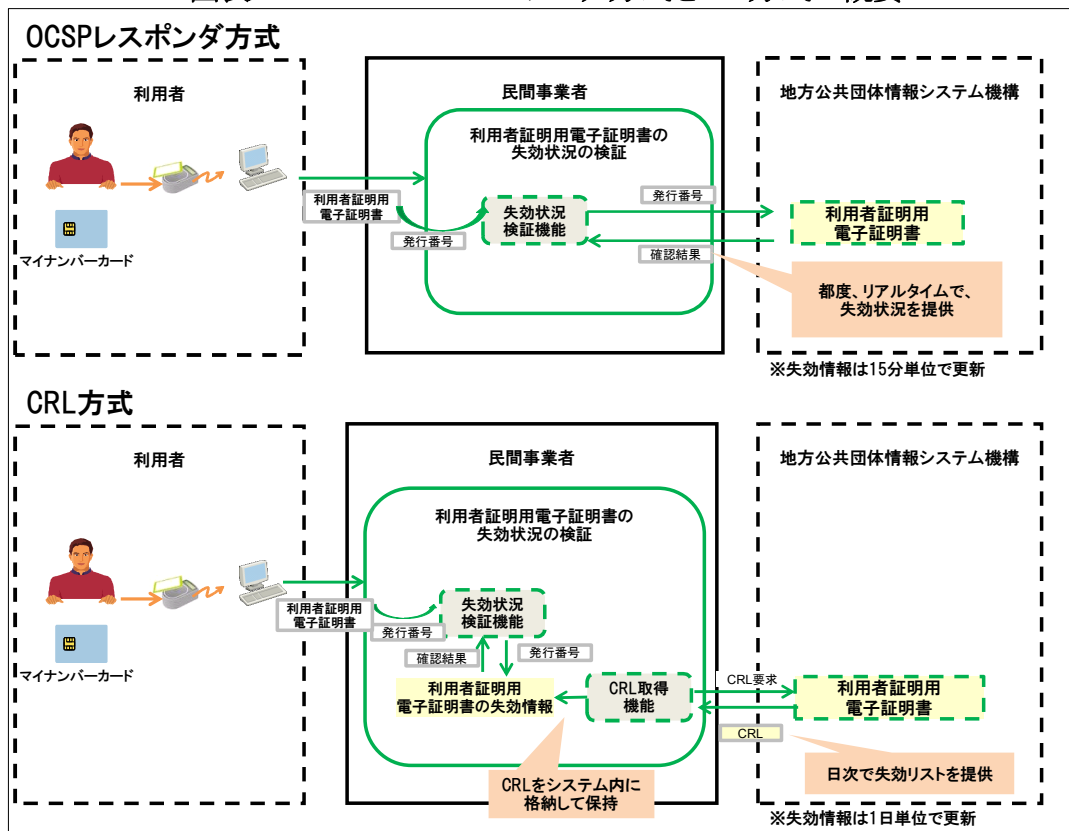 OCSPレスポンダ方式
利用者
マイナンバーカード
民間事業者
利用者証明用電子証明書の
失効状況の検証
利用者証明用
電子証明書
発行番号
失効状況
検証機能
発行番号
確認結果
地方公共団体情報システム機構
利用者証明用
電子証明書
都度、リアルタイムで、
失効状況を提供
※失効情報は15分単位で更新
CRL方式
利用者
マイナンバーカード
民間事業者
利用者証明用電子証明書の
失効状況の検証
利用者証明用
電子証明書
発行番号
失効状況
検証機能
確認結果
発行番号
利用者証明用
電子証明書の失効情報
CRL取得
機能
CRL要求
CRL
CRLをシステム内に
格納して保持
地方公共団体情報システム機構
利用者証明用
電子証明書
日次で失効リストを提供
※失効情報は1日単位で更新